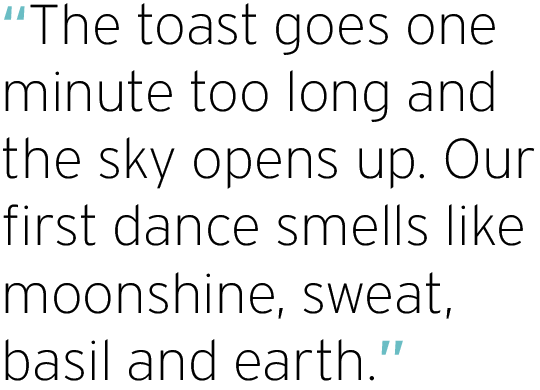 “The toast goes one
minute too long and
the sky opens up. Our
first dance smells like
moonshine, sweat,
basil and earth.”